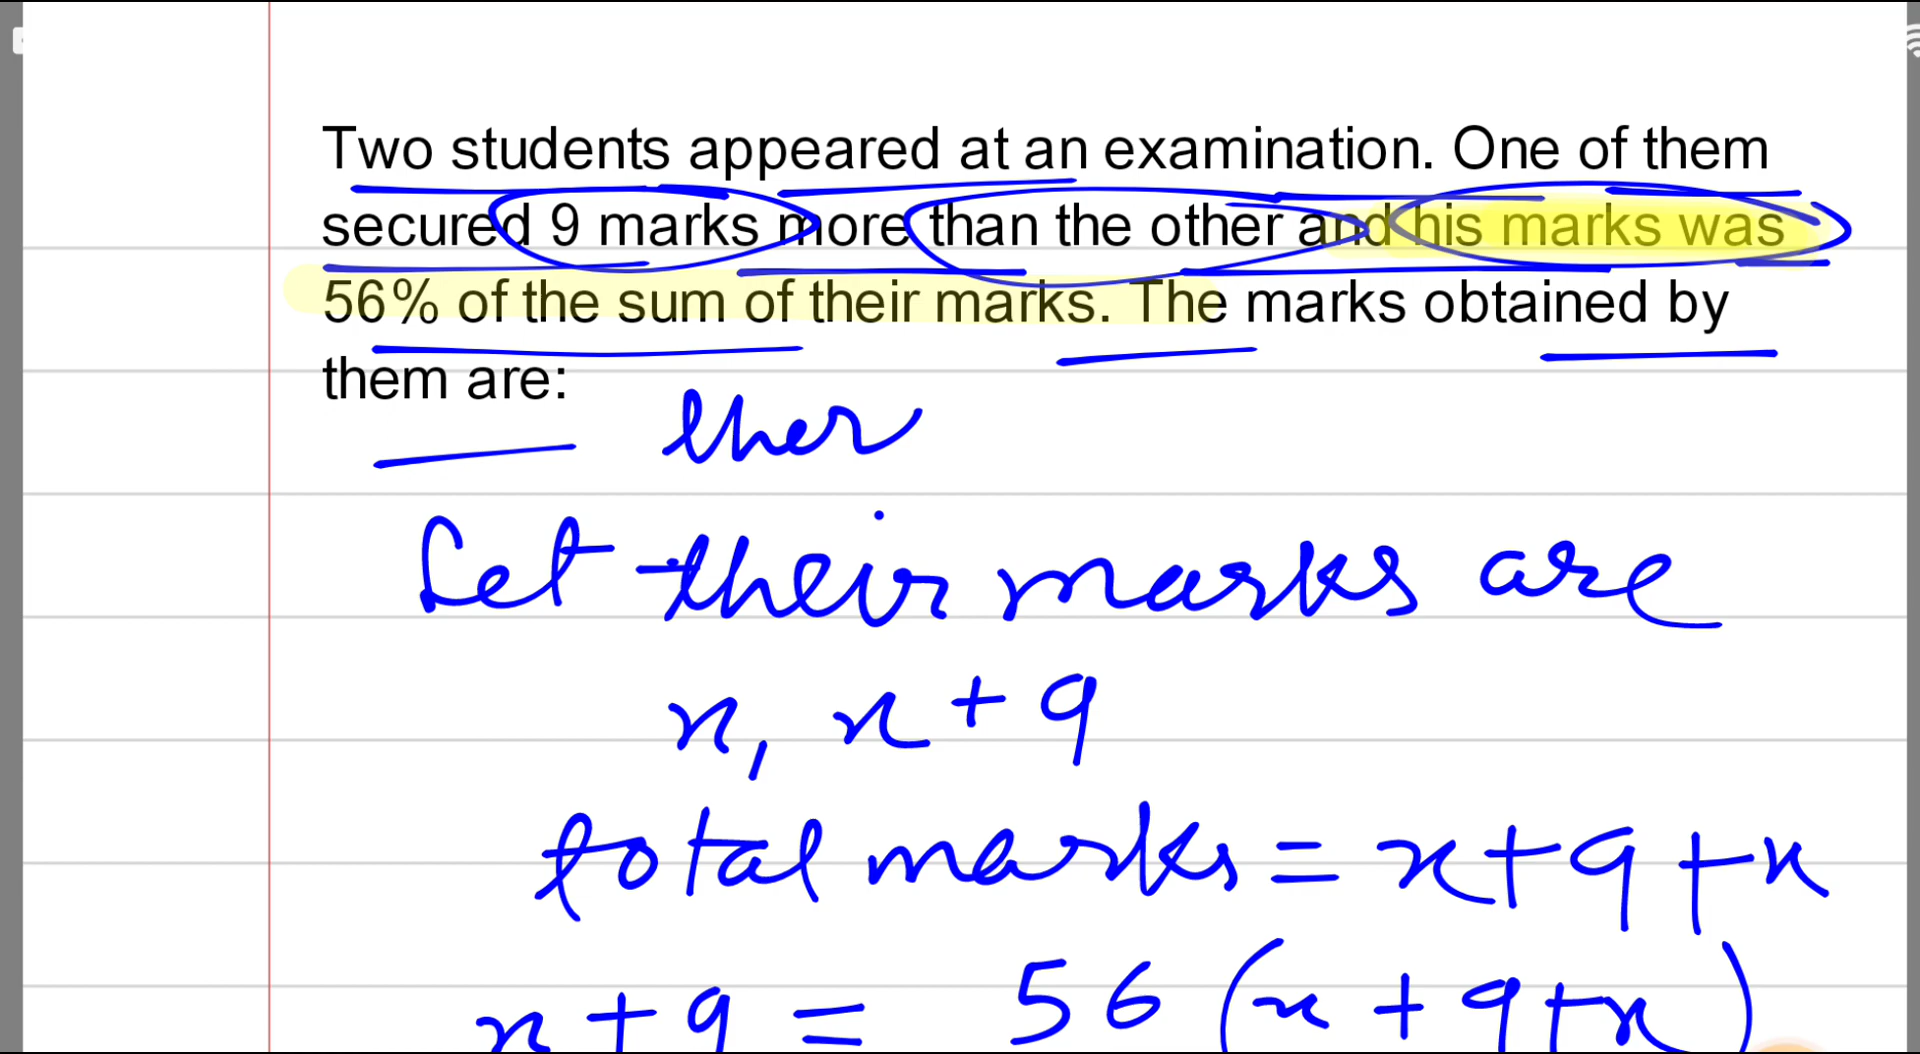 Two students appeared at an examination. One of them
secured 9 marks more than the other and his marks was
56% of the sum of their marks. The marks obtained by
them are:
ther
Let their marks are
x, x + 9
total marks = x + 9 + x
x + 9 = 56 (x + 9 + x)